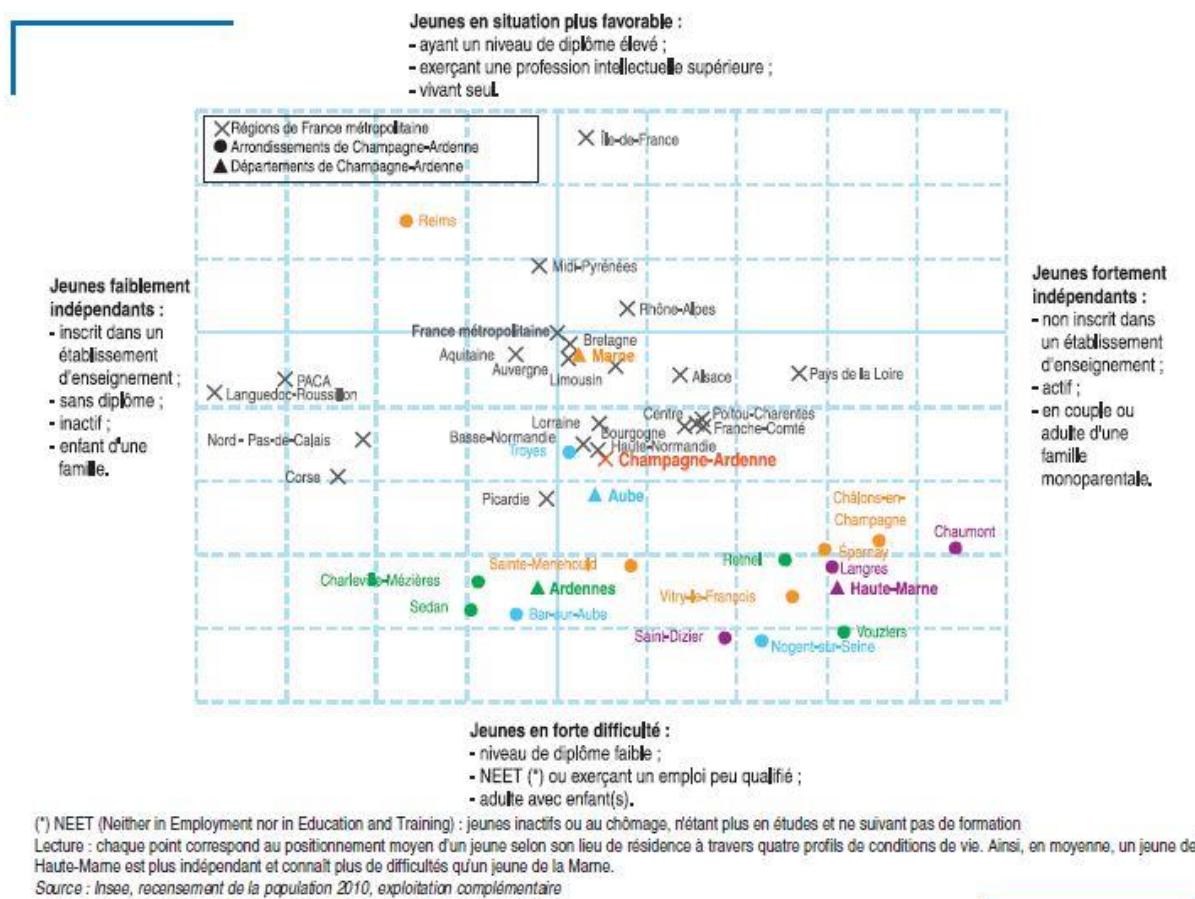 Jeunes en situation plus favorable :
- ayant un niveau de diplôme élevé ;
- exerçant une profession intellectuelle supérieure ;
- vivant seul.
Régions de France métropolitaine
Arrondissements de Champagne-Ardenne
Départements de Champagne-Ardenne
Île-de-France
Reims
Midi-Pyrénées
Jeunes faiblement
indépendants :
- inscrit dans un
établissement
d'enseignement ;
- sans diplôme ;
- inactif ;
- enfant d'une
famille.
Jeunes fortement
indépendants :
- non inscrit dans
un établissement
d'enseignement ;
- actif ;
- en couple ou
adulte d'une
famille
monoparentale.
Rhône-Alpes
France métropolitaine
Bretagne
Aquitaine
Marne
Auvergne
Limousin
Alsace
Pays de la Loire
PACA
Languedoc-Roussillon
Centre
Poitou-Charentes
Lorraine
Franche-Comté
Nord - Pas-de-Calais
Basse-Normandie
Bourgogne
Haute-Normandie
Troyes
Champagne-Ardenne
Corse
Picardie
Aube
Châlons-en-
Champagne
Chaumont
Épernay
Sainte-Menehould
Retnel
Langres
Charleville-Mézières
Ardennes
Haute-Marne
Vitry-le-François
Sedan
Bar-sur-Aube
Saint-Dizier
Vouziers
Nogent-sur-Seine
Jeunes en forte difficulté :
- niveau de diplôme faible ;
- NEET (*) ou exerçant un emploi peu qualifié ;
- adulte avec enfant(s).
(*) NEET (Neither in Employment nor in Education and Training) : jeunes inactifs ou au chômage, n'étant plus en études et ne suivant pas de formation
Lecture : chaque point correspond au positionnement moyen d'un jeune selon son lieu de résidence à travers quatre profils de conditions de vie. Ainsi, en moyenne, un jeune de
Haute-Marne est plus indépendant et connaît plus de difficultés qu'un jeune de la Marne.
Source : Insee, recensement de la population 2010, exploitation complémentaire